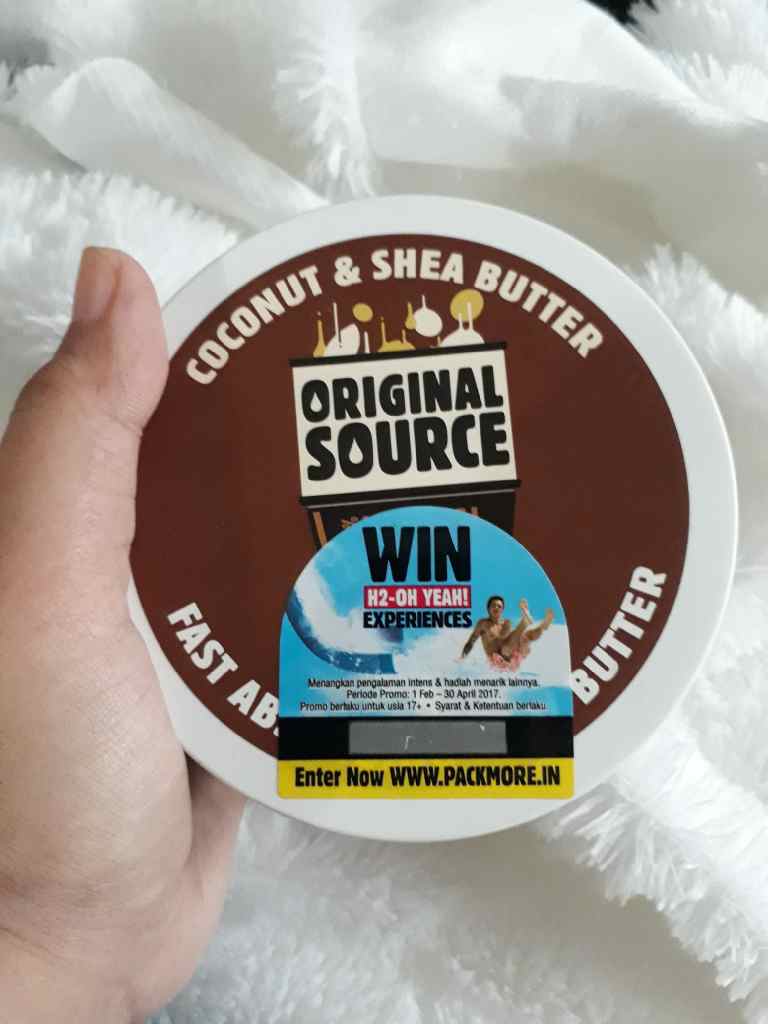 COCONUT & SHEA BUTTER
ORIGINAL
SOURCE
WIN
H2-OH YEAH!
EXPERIENCES
Menangkan pengalaman intens & hadiah menarik lainnya.
Periode Promo: 1 Feb – 30 April 2017.
Promo berlaku untuk usia 17+ • Syarat & Ketentuan berlaku.
Enter Now WWW.PACKMORE.IN
FAST AB
BUTTER